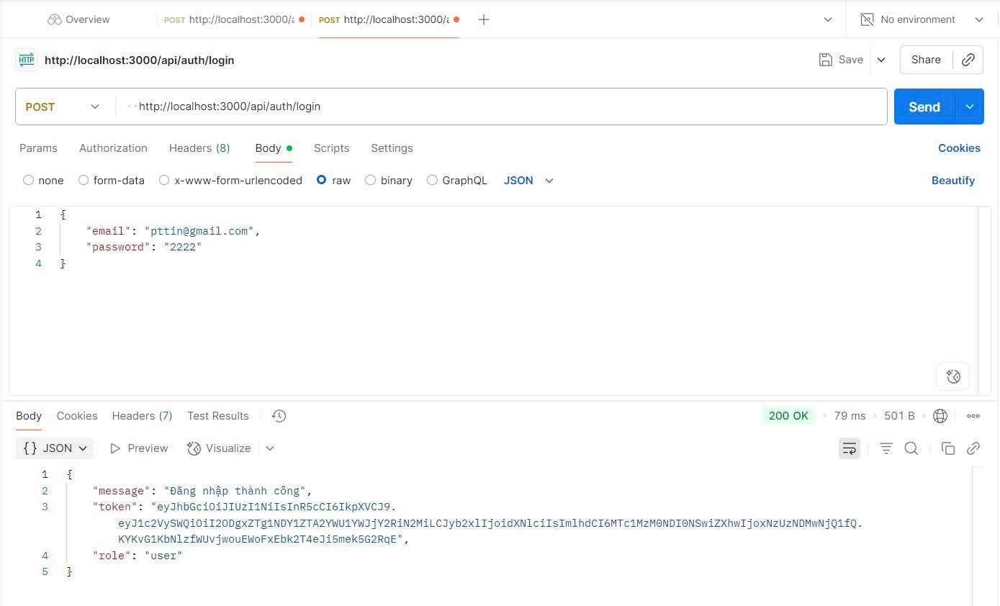 Overview
POST http://localhost:3000/a
POST http://localhost:3000/a
No environment
HTTP http://localhost:3000/api/auth/login
Save
Share
POST
http://localhost:3000/api/auth/login
Send
Params Authorization Headers (8) Body Scripts Settings
Cookies
none form-data x-www-form-urlencoded raw binary GraphQL JSON
Beautify
1 {
2 "email": "pttin@gmail.com",
3 "password": "2222"
4 }
Body Cookies Headers (7) Test Results
200 OK • 79 ms • 501 B
{} JSON Preview Visualize
1 {
2 "message": "Đăng nhập thành công",
3 "token": "eyJhbGciOiJIUzI1NiIsInR5cCI6IkpXVCJ9.
eyJ1c2VySWQiOiI2ODgxZTg1NDY1ZTA2YWU1YWJjY2RiN2MiLCJyb2xlIjoidXNlciIsImlhdCI6MTc1MzM0NDI0NSwiZXhwIjoxNzUzNDMwNjQ1fQ.
KYKvG1KbNlzfWUvjwouEWoFxEbk2T4eJi5mek5G2RqE",
4 "role": "user"
5 }